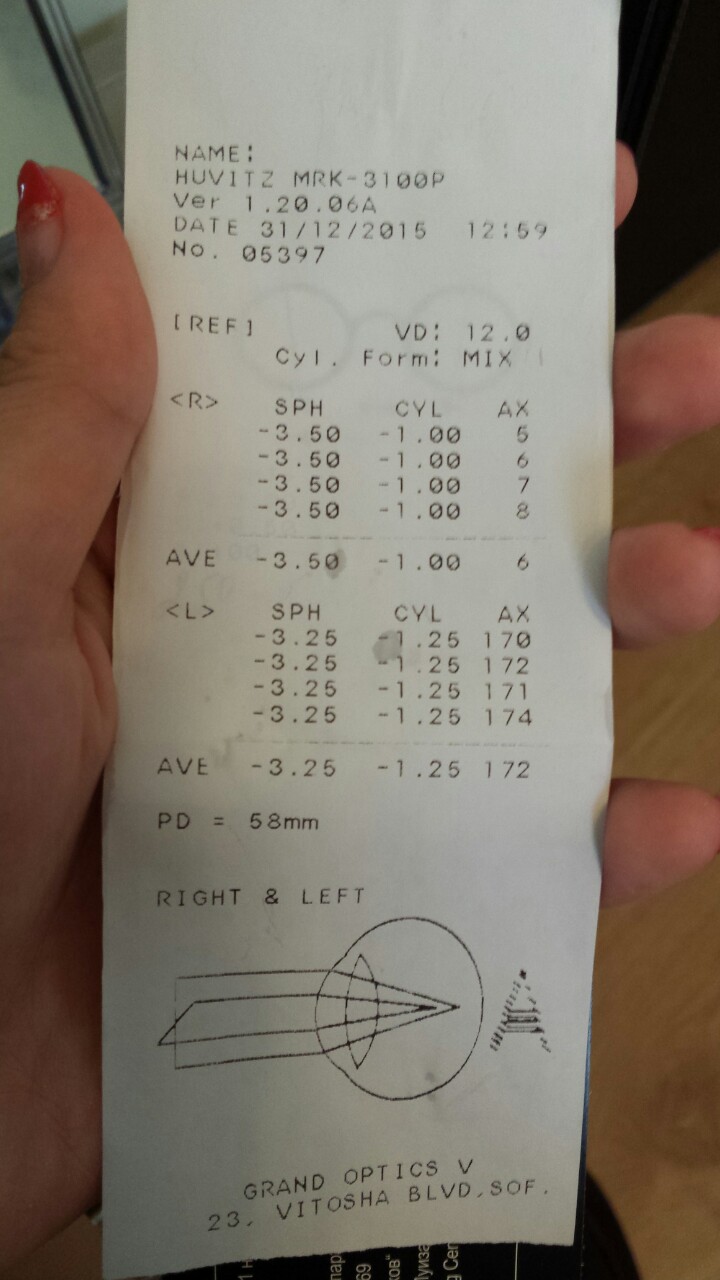 NAME:
HUVITZ MRK-3100P
Ver 1.20.06A
DATE 31/12/2015 12:59
No. 05397
[REF] VD: 12.0
Cyl. Form: MIX
<R> SPH CYL AX
-3.50 -1.00 5
-3.50 -1.00 6
-3.50 -1.00 7
-3.50 -1.00 8
AVE -3.50 -1.00 6
<L> SPH CYL AX
-3.25 -1.25 170
-3.25 -1.25 172
-3.25 -1.25 171
-3.25 -1.25 174
AVE -3.25 -1.25 172
PD = 58mm
RIGHT & LEFT
GRAND OPTICS V
23, VITOSHA BLVD.SOF.